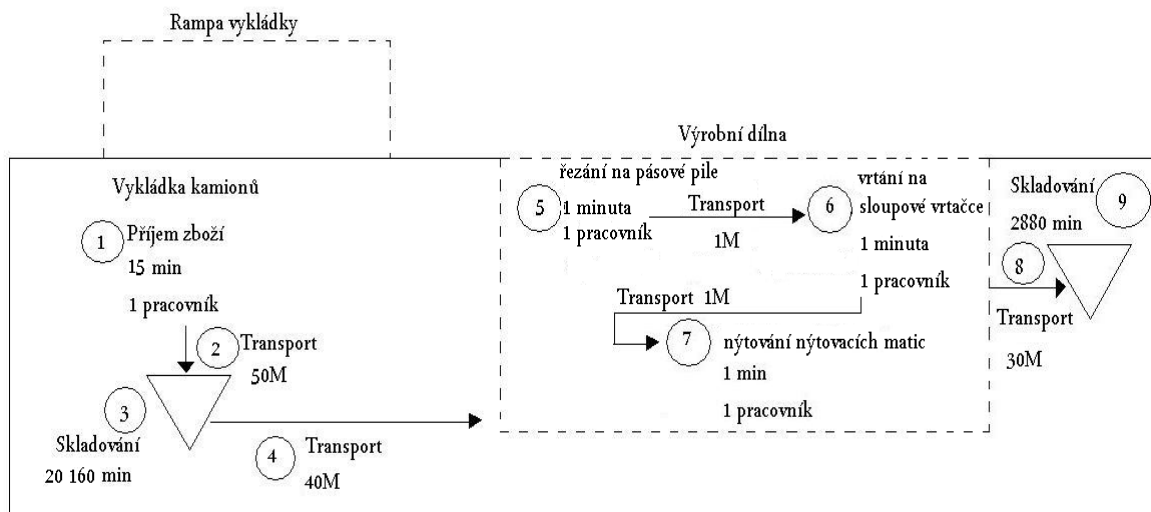 Rampa vykládky
Výrobní dílna
Vykládka kamionů
1
Příjem zboží
15 min
1 pracovník
2
Transport
50M
3
Skladování
20 160 min
4
Transport
40M
řezání na pásové pile
5
1 minuta
1 pracovník
Transport
1M
6
vrtání na
sloupové vrtačce
1 minuta
1 pracovník
Transport 1M
7
nýtování nýtovacích matic
1 min
1 pracovník
8
Transport
30M
Skladování
2880 min
9